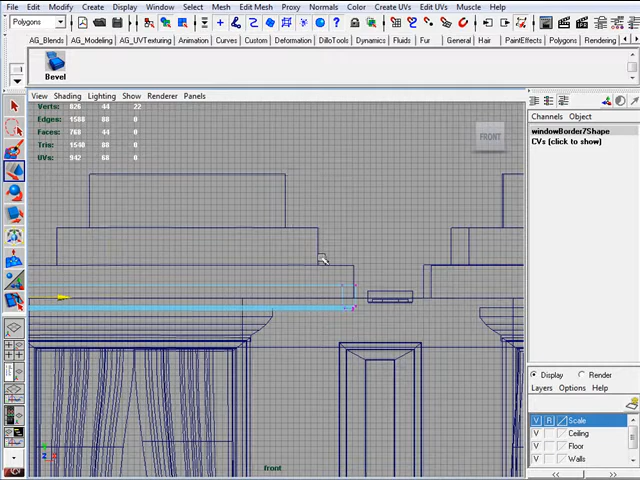 File Edit Modify Create Display Window Select Mesh Edit Mesh Proxy Normals Color Create UVs Edit UVs Muscle Help
Polygons
AG_Blends AG_Modeling AG_UVTexturing Animation Curves Custom Deformation DilloTools Dynamics Fluids Fur General Hair PaintEffects Polygons Rendering
Bevel
View Shading Lighting Show Renderer Panels
Channels Object
Verts: 826 44 22
Edges: 1588 88 0
Faces: 768 44 0
Tris: 1540 88 0
UVs: 942 68 0
FRONT
windowBorder7Shape
CVs (click to show)
Display Render
Layers Options Help
V R Scale
V Ceiling
V Floor
V Walls
front